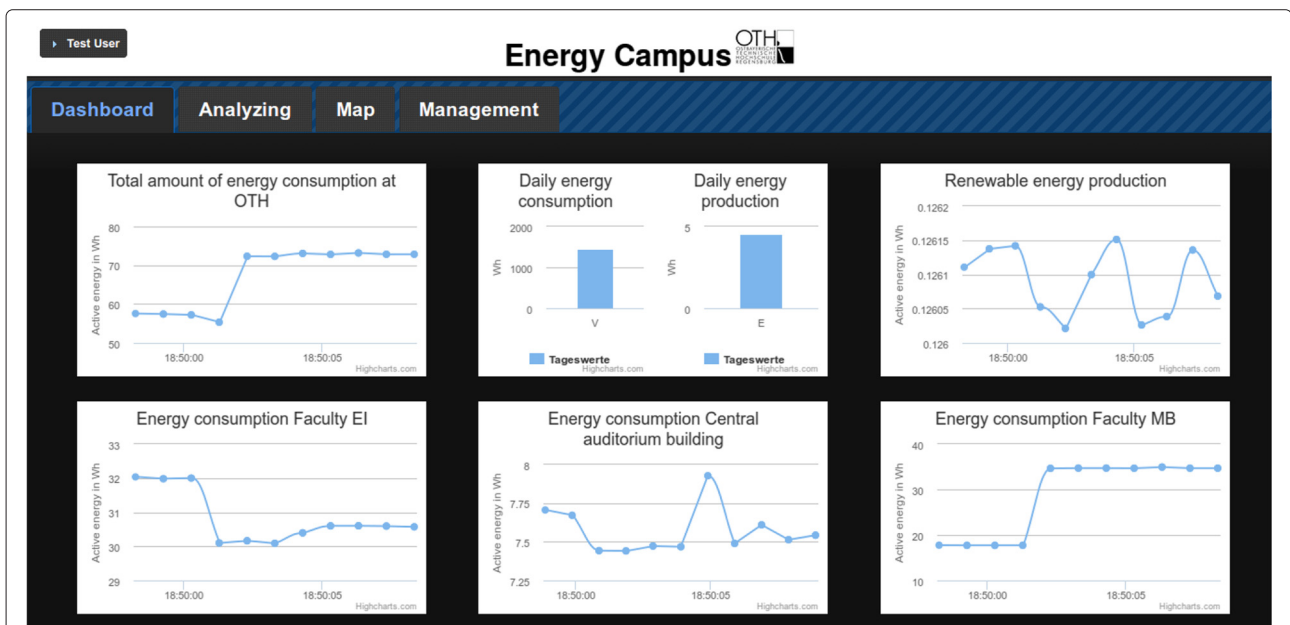 Test User
Energy Campus
OTH
OSTBAYERISCHE
TECHNISCHE
HOCHSCHULE
REGENSBURG
Dashboard
Analyzing
Map
Management
Total amount of energy consumption at
OTH
Active energy in Wh
80
70
60
50
18:50:00
18:50:05
Highcharts.com
Daily energy
consumption
Wh
2000
1000
0
V
Tageswerte
Highcharts.com
Daily energy
production
Wh
5
0
E
Tageswerte
Highcharts.com
Renewable energy production
Active energy in Wh
0.1262
0.12615
0.1261
0.12605
0.126
18:50:00
18:50:05
Highcharts.com
Energy consumption Faculty EI
Active energy in Wh
33
32
31
30
29
18:50:00
18:50:05
Highcharts.com
Energy consumption Central
auditorium building
Active energy in Wh
8
7.75
7.5
7.25
18:50:00
18:50:05
Highcharts.com
Energy consumption Faculty MB
Active energy in Wh
40
30
20
10
18:50:00
18:50:05
Highcharts.com